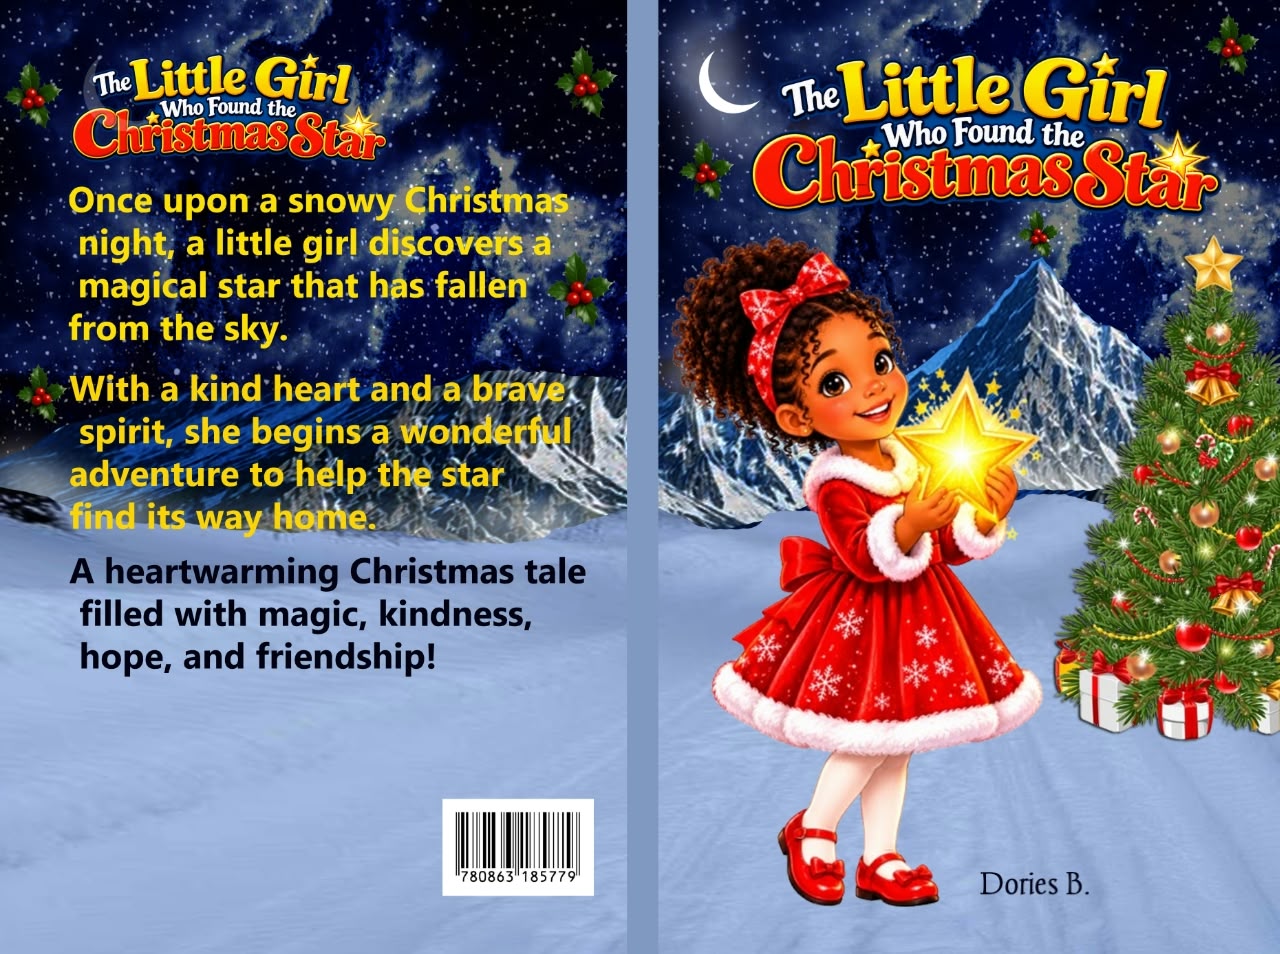 The Little Girl
Who Found the
Christmas Star
Once upon a snowy Christmas
night, a little girl discovers a
magical star that has fallen
from the sky.
With a kind heart and a brave
spirit, she begins a wonderful
adventure to help the star
find its way home.
A heartwarming Christmas tale
filled with magic, kindness,
hope, and friendship!
780863 185779
The Little Girl
Who Found the
Christmas Star
Dories B.